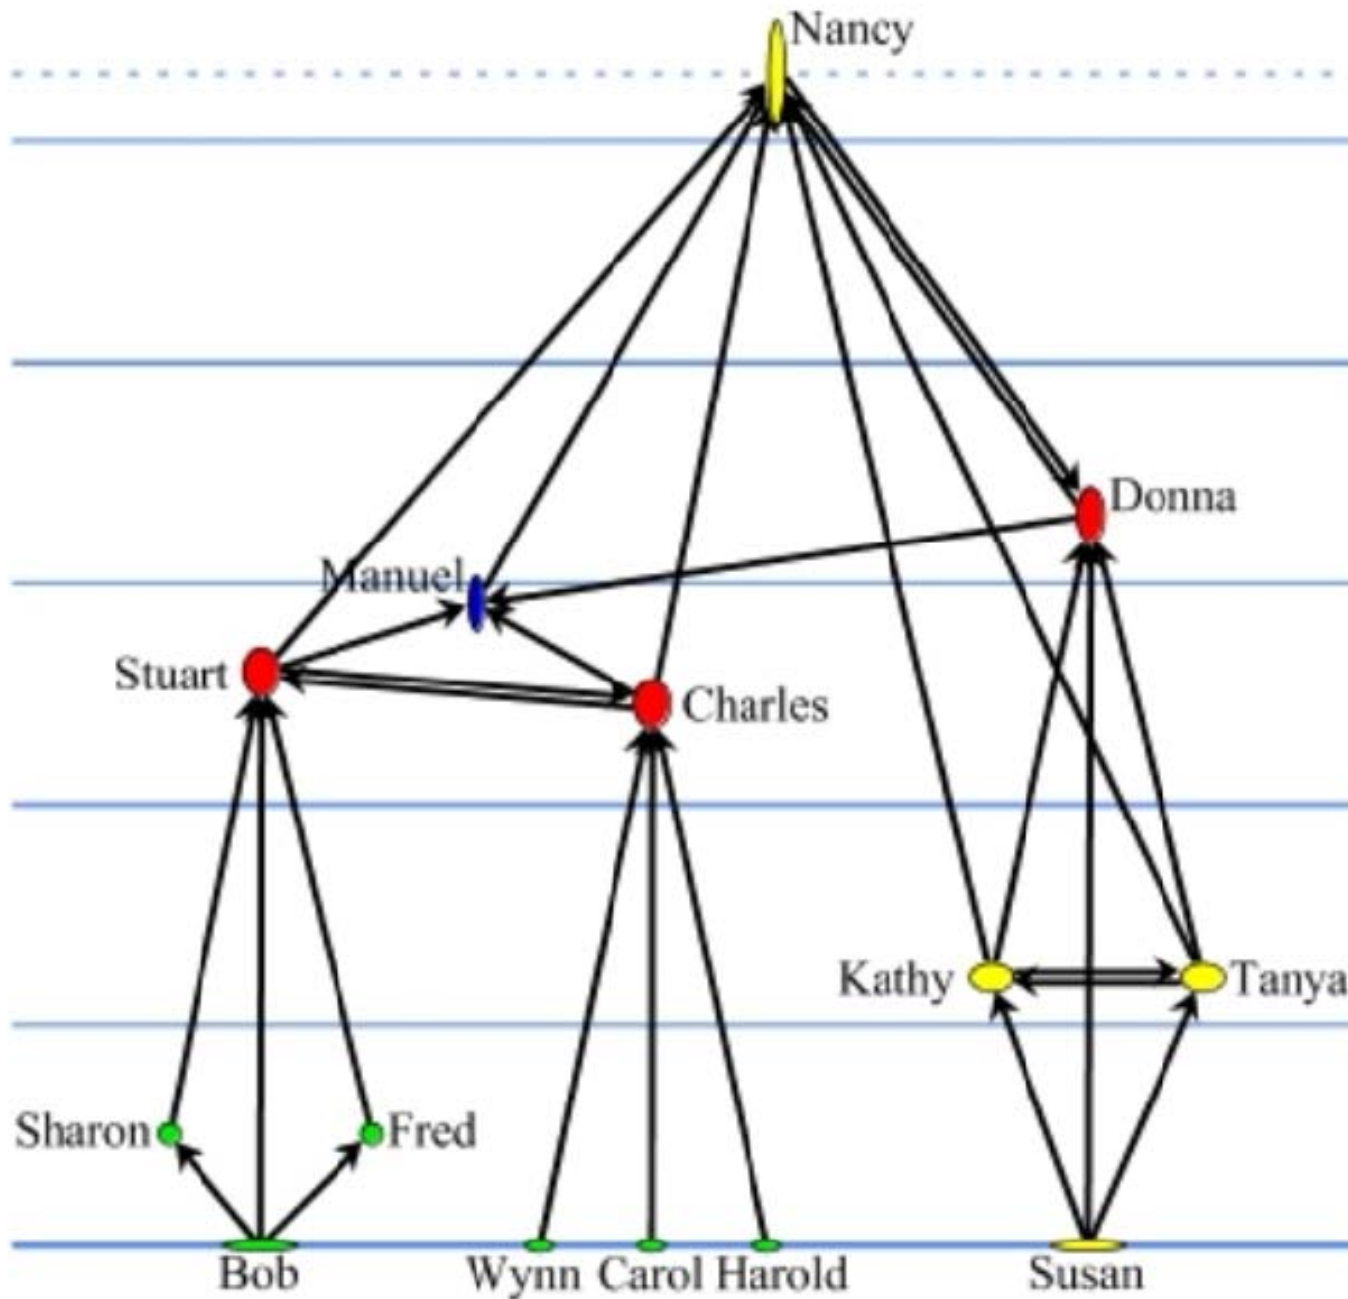 Nancy
Donna
Manuel
Stuart
Charles
Kathy
Tanya
Sharon
Fred
Bob
Wynn
Carol
Harold
Susan